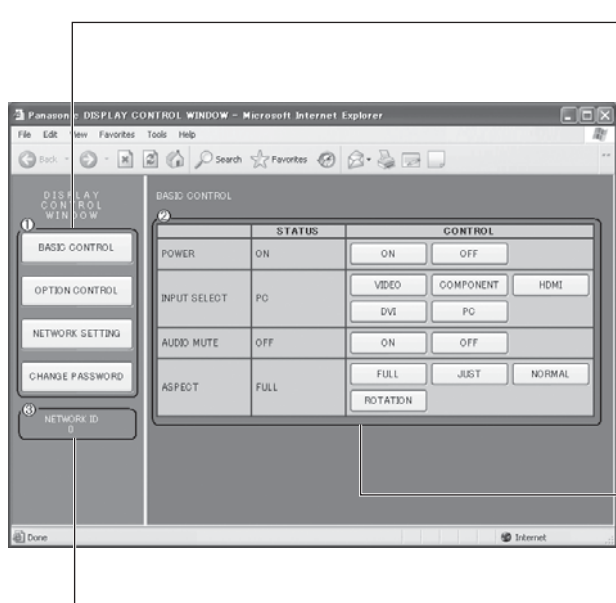 Panasonic DISPLAY CONTROL WINDOW - Microsoft Internet Explorer
File Edit View Favorites Tools Help
Back Search Favorites
DISPLAY
CONTROL
WINDOW
①
BASIC CONTROL
OPTION CONTROL
NETWORK SETTING
CHANGE PASSWORD
③
NETWORK ID
0
BASIC CONTROL
②
STATUS CONTROL
POWER ON ON OFF
INPUT SELECT PC VIDEO COMPONENT HDMI
DVI PC
AUDIO MUTE OFF ON OFF
ASPECT FULL FULL JUST NORMAL
ROTATION
Done Internet